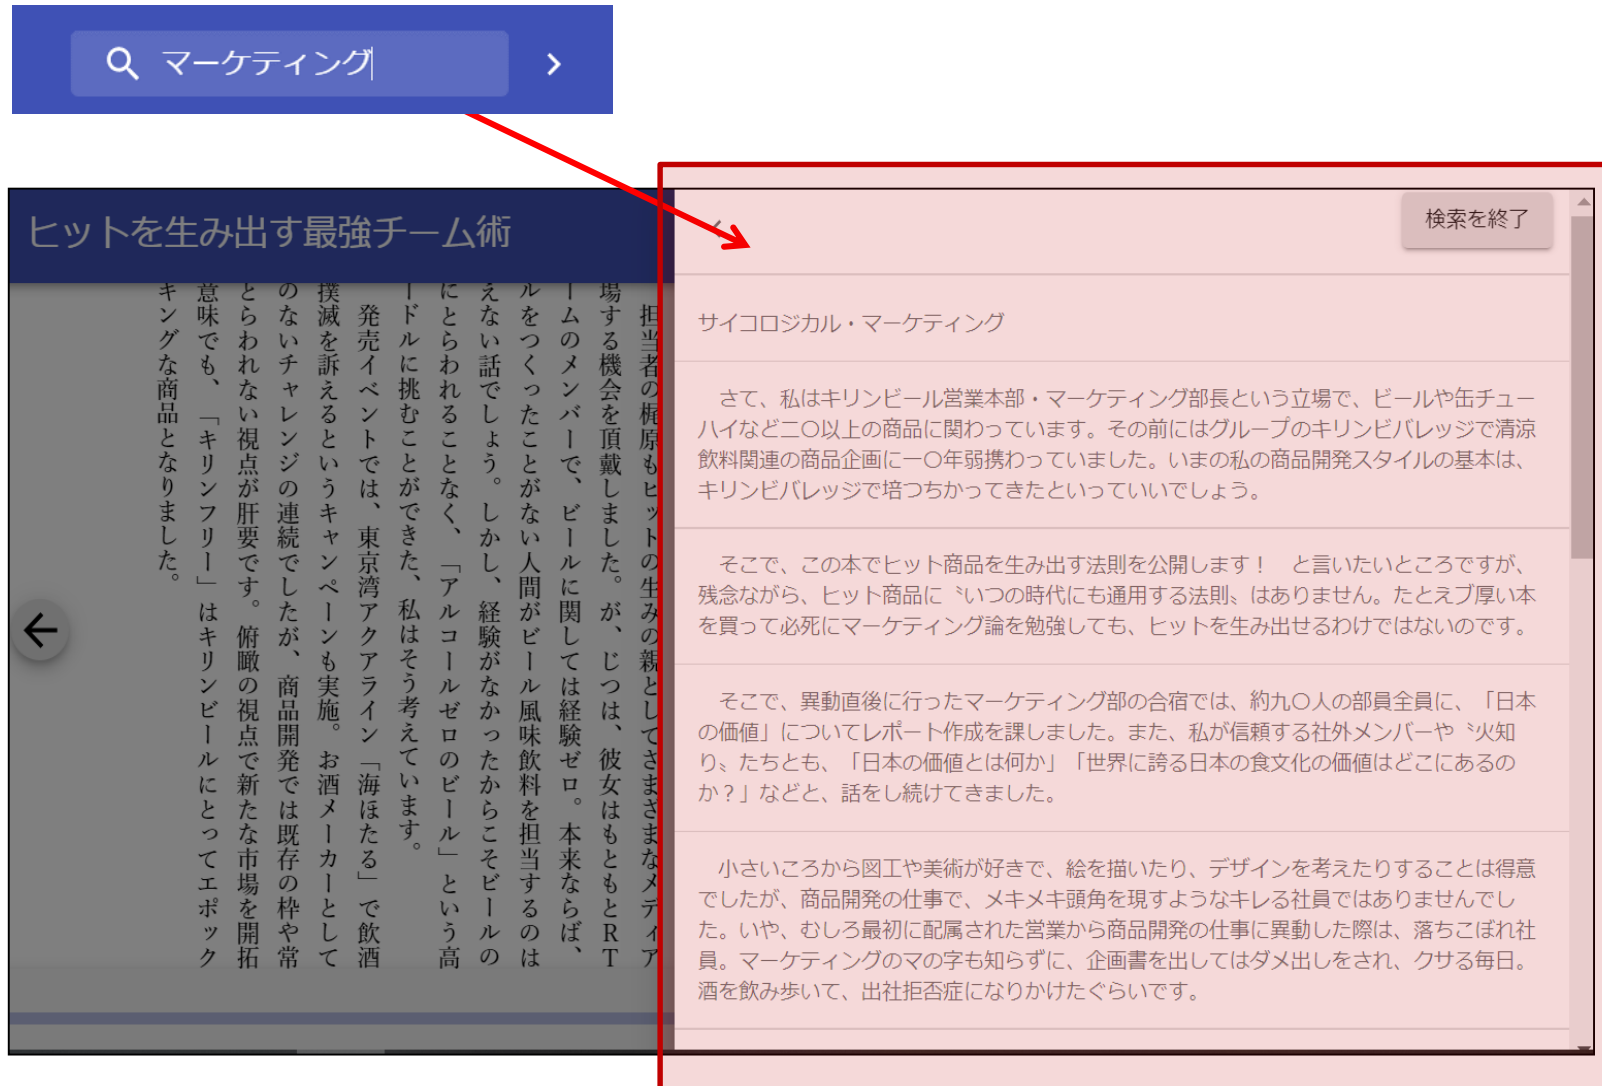 マーケティング
ヒットを生み出す最強チーム術
担当者の梶原もヒットの生みの親としてさまざまなメディア
場する機会を頂戴しました。が、じつは、彼女はもともとRT
ームのメンバーで、ビールに関しては経験ゼロ。本来ならば、
ルをつくったことがない人間がビール風味飲料を担当するのは
えない話でしょう。しかし、経験がなかったからこそビールの
にとらわれることなく、「アルコールゼロのビール」という高
ードルに挑むことができた、私はそう考えています。
発売イベントでは、東京湾アクアライン「海ほたる」で飲酒
撲滅を訴えるというキャンペーンも実施。お酒メーカーとして
のないチャレンジの連続でしたが、商品開発では既存の枠や常
とらわれない視点が肝要です。俯瞰の視点で新たな市場を開拓
意味でも、「キリンフリー」はキリンビールにとってエポック
キングな商品となりました。
検索を終了
サイコロジカル・マーケティング
さて、私はキリンビール営業本部・マーケティング部長という立場で、ビールや缶チュー
ハイなど二〇以上の商品に関わっています。その前にはグループのキリンビバレッジで清涼
飲料関連の商品企画に一〇年弱携わっていました。いまの私の商品開発スタイルの基本は、
キリンビバレッジで培つちかってきたといっていいでしょう。
そこで、この本でヒット商品を生み出す法則を公開します！　と言いたいところですが、
残念ながら、ヒット商品に〝いつの時代にも通用する法則〟はありません。たとえブ厚い本
を買って必死にマーケティング論を勉強しても、ヒットを生み出せるわけではないのです。
そこで、異動直後に行ったマーケティング部の合宿では、約九〇人の部員全員に、「日本
の価値」についてレポート作成を課しました。また、私が信頼する社外メンバーや〝火知
り〟たちとも、「日本の価値とは何か」「世界に誇る日本の食文化の価値はどこにあるの
か？」などと、話をし続けてきました。
小さいころから図工や美術が好きで、絵を描いたり、デザインを考えたりすることは得意
でしたが、商品開発の仕事で、メキメキ頭角を現すようなキレる社員ではありませんでし
た。いや、むしろ最初に配属された営業から商品開発の仕事に異動した際は、落ちこぼれ社
員。マーケティングのマの字も知らずに、企画書を出してはダメ出しをされ、クサる毎日。
酒を飲み歩いて、出社拒否症になりかけたぐらいです。